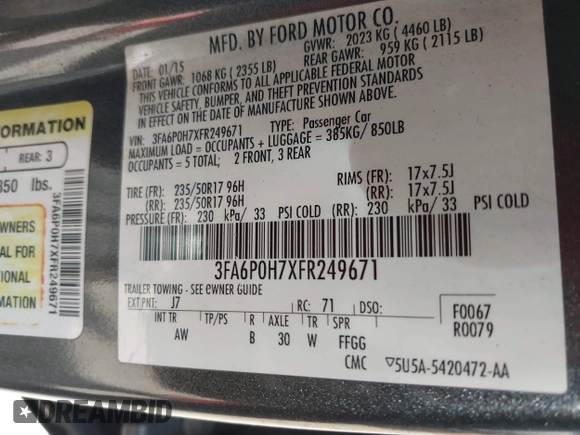 MFD. BY FORD MOTOR CO.
DATE: 01/15 GVWR: 2023 KG ( 4460 LB)
FRONT GAWR: 1068 KG ( 2355 LB) REAR GAWR: 959 KG ( 2115 LB)
THIS VEHICLE CONFORMS TO ALL APPLICABLE FEDERAL MOTOR
VEHICLE SAFETY, BUMPER, AND THEFT PREVENTION STANDARDS
IN EFFECT ON THE DATE OF MANUFACTURE SHOWN ABOVE.
VIN: 3FA6P0H7XFR249671 TYPE: Passenger Car
MAXIMUM LOAD = OCCUPANTS + LUGGAGE = 385KG/ 850LB
OCCUPANTS = 5 TOTAL; 2 FRONT, 3 REAR
TIRE (FR): 235/50R17 96H RIMS (FR): 17x7.5J
(RR): 235/50R17 96H (RR): 17x7.5J
PRESSURE (FR): 230 kPa/ 33 PSI COLD (RR): 230 kPa/ 33 PSI COLD
3FA6P0H7XFR249671
TRAILER TOWING - SEE OWNER GUIDE
EXT PNT: J7 RC: 71 DSO: F0067
R0079
INT TR TP/PS R AXLE TR SPR
AW B 30 W FFGG
CMC ▽5U5A-5420472-AA
FORMATION
REAR: 3
850 lbs.
3FA6P0H7XFR249671
OWNERS
AL FOR
TIONAL
MATION
DREAMBID